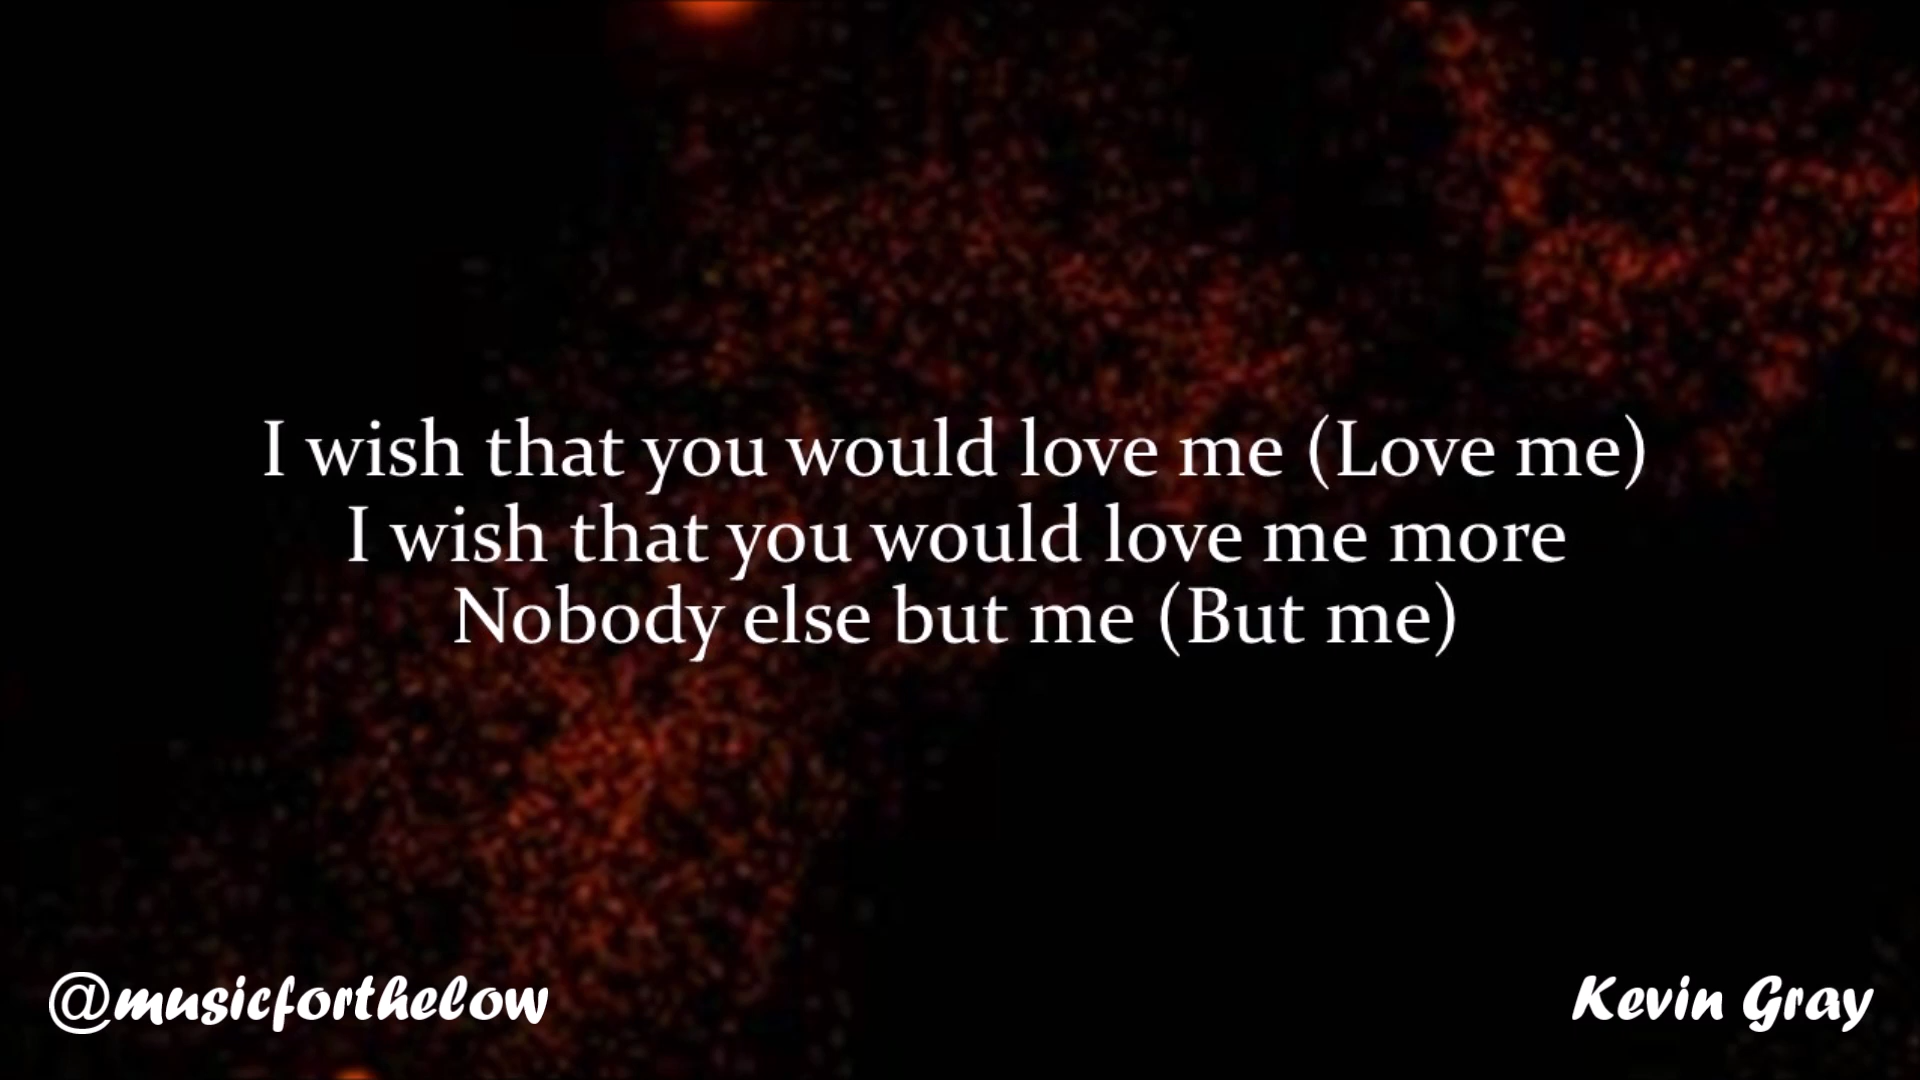 I wish that you would love me (Love me)
I wish that you would love me more
Nobody else but me (But me)
@musicforthelow
Kevin Gray